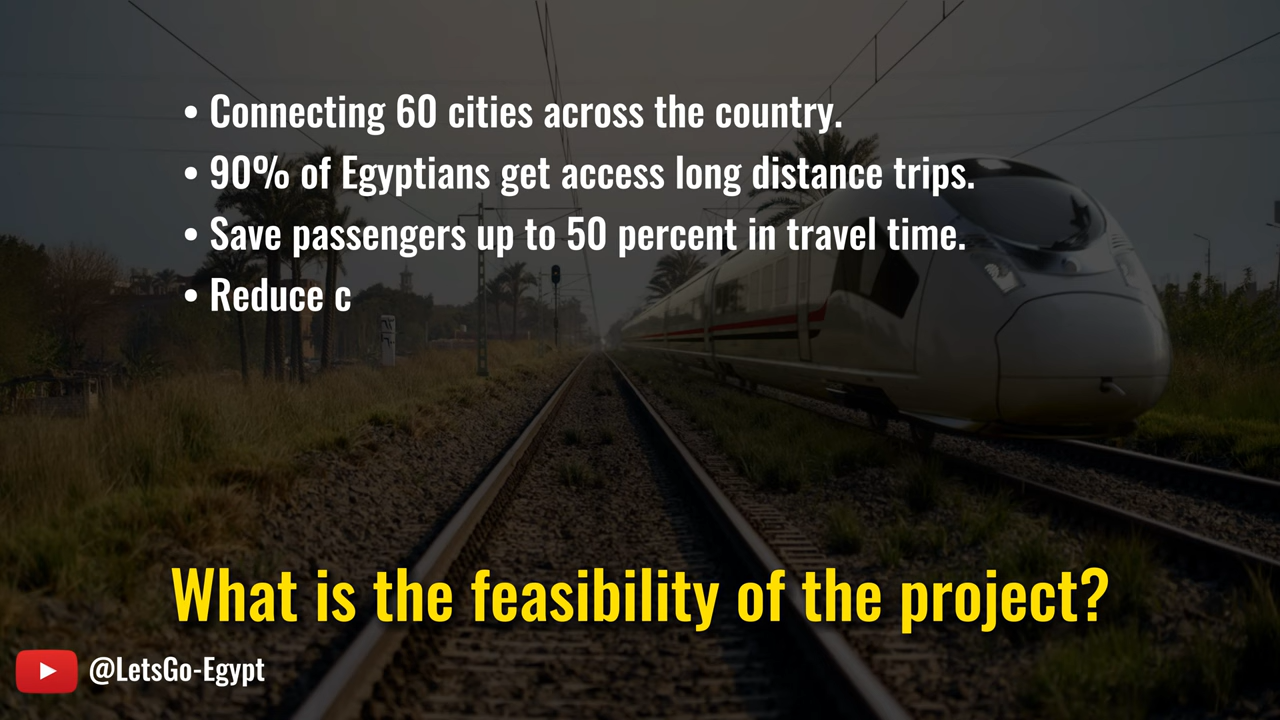 • Connecting 60 cities across the country.
• 90% of Egyptians get access long distance trips.
• Save passengers up to 50 percent in travel time.
• Reduce c
What is the feasibility of the project?
@LetsGo-Egypt